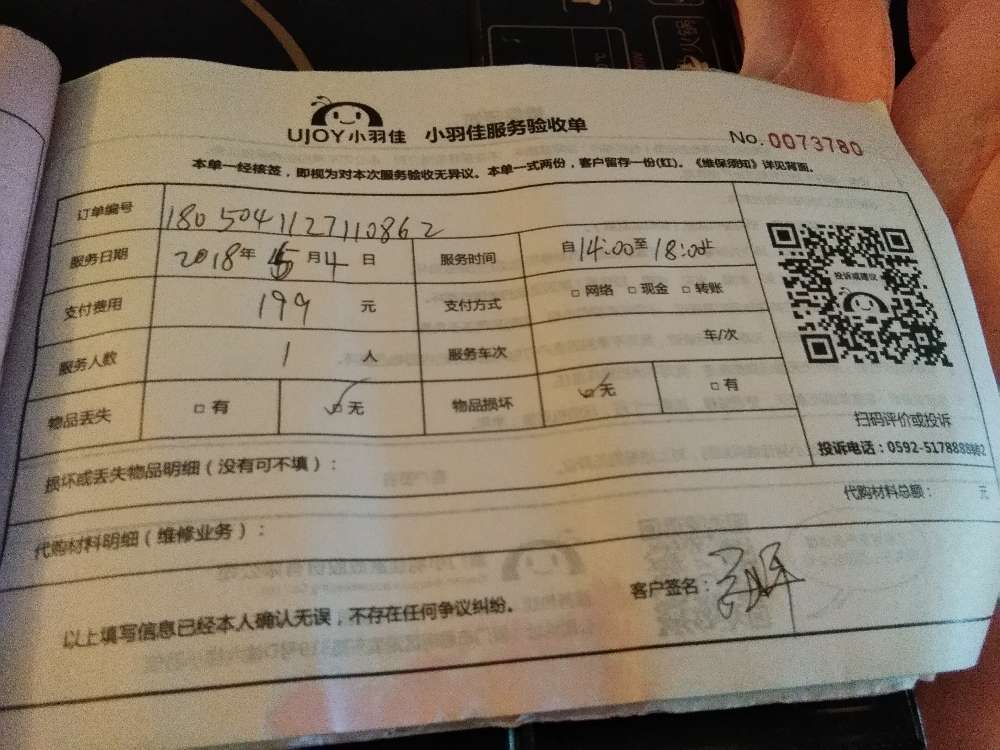 火锅
UJOY小羽佳 小羽佳服务验收单
No. 0073780
本单一经核签，即视为对本次服务验收无异议。本单一式两份，客户留存一份(红)。《维保须知》详见背面。
订单编号 1805041127110862
服务日期 2018年 5月4日 服务时间 自14:00至18:00止
投诉或建议
支付费用 199 元 支付方式 □网络 □现金 □转账
服务人数 1 人 服务车次 车/次
物品丢失 □有 ☑无 物品损坏 ☑无 □有
扫码评价或投诉
投诉电话：0592-5178888
损坏或丢失物品明细（没有可不填）：
代购材料明细（维修业务）： 代购材料总额： 元
以上填写信息已经本人确认无误，不存在任何争议纠纷。 客户签名：